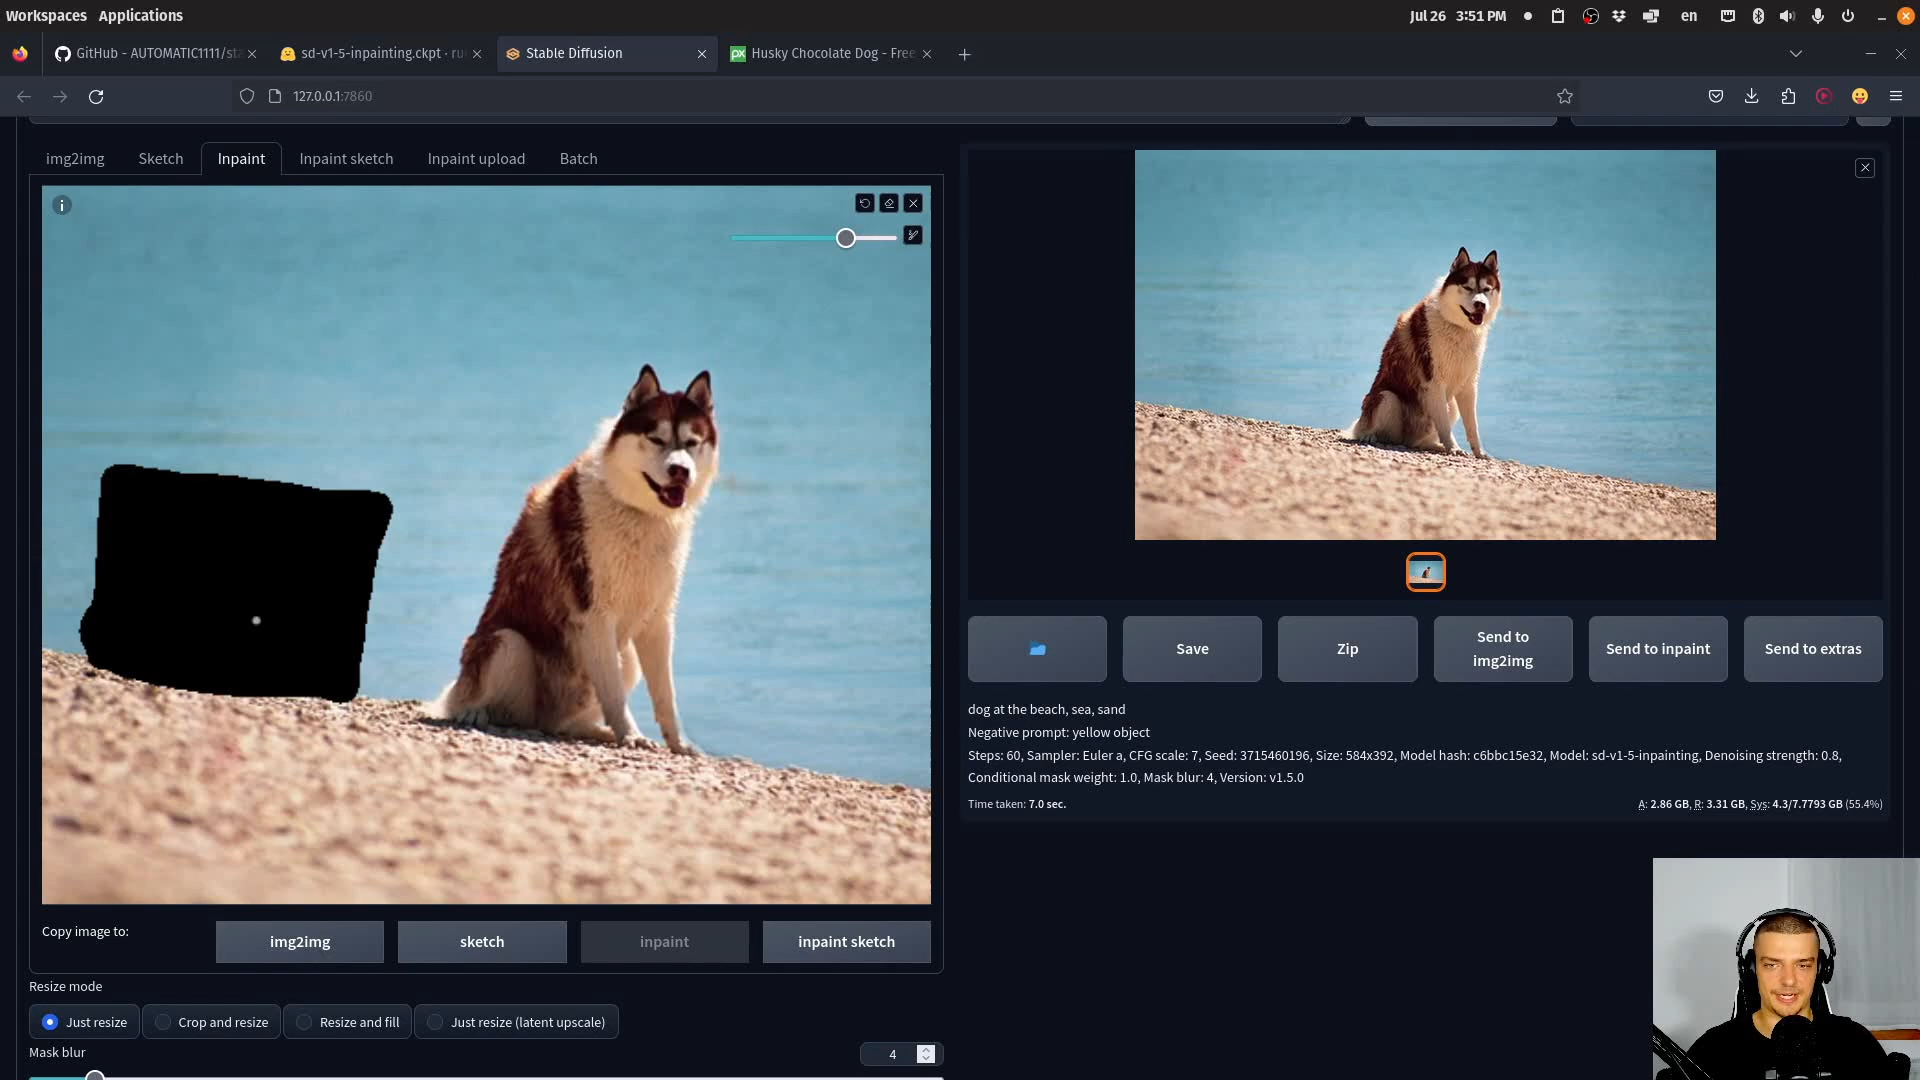 Workspaces Applications
Jul 26 3:51 PM
en
GitHub - AUTOMATIC1111/sta
sd-v1-5-inpainting.ckpt · ru
Stable Diffusion
px Husky Chocolate Dog - Free
127.0.0.1:7860
img2img Sketch Inpaint Inpaint sketch Inpaint upload Batch
i
Save Zip Send to img2img Send to inpaint Send to extras
dog at the beach, sea, sand
Negative prompt: yellow object
Steps: 60, Sampler: Euler a, CFG scale: 7, Seed: 3715460196, Size: 584x392, Model hash: c6bbc15e32, Model: sd-v1-5-inpainting, Denoising strength: 0.8,
Conditional mask weight: 1.0, Mask blur: 4, Version: v1.5.0
Time taken: 7.0 sec.
A: 2.86 GB, R: 3.31 GB, Sys: 4.3/7.7793 GB (55.4%)
Copy image to: img2img sketch inpaint inpaint sketch
Resize mode
Just resize Crop and resize Resize and fill Just resize (latent upscale)
Mask blur 4